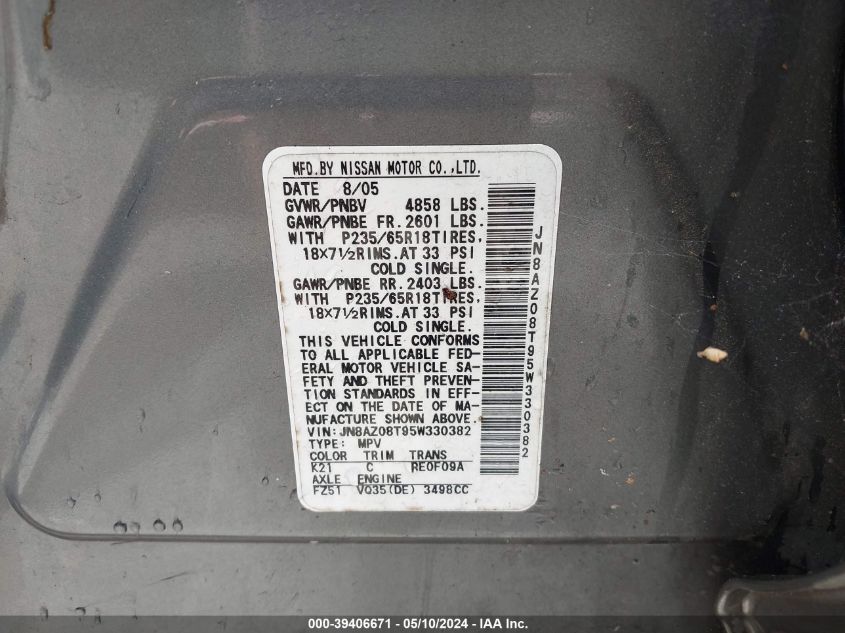 MFD.BY NISSAN MOTOR CO.,LTD.
DATE 8/05
GVWR/PNBV 4858 LBS.
GAWR/PNBE FR. 2601 LBS.
WITH P235/65R18TIRES,
18×7½RIMS.AT 33 PSI
COLD SINGLE.
GAWR/PNBE RR. 2403 LBS.
WITH P235/65R18TIRES,
18×7½RIMS.AT 33 PSI
COLD SINGLE.
THIS VEHICLE CONFORMS
TO ALL APPLICABLE FED-
ERAL MOTOR VEHICLE SA-
FETY AND THEFT PREVEN-
TION STANDARDS IN EFF-
ECT ON THE DATE OF MA-
NUFACTURE SHOWN ABOVE.
VIN:JN8AZ08T95W330382
TYPE: MPV
COLOR TRIM TRANS
K21 C RE0F09A
AXLE ENGINE
FZ51 VQ35(DE) 3498CC
JN8AZ08T95W330382
000-39406671 - 05/10/2024 - IAA Inc.